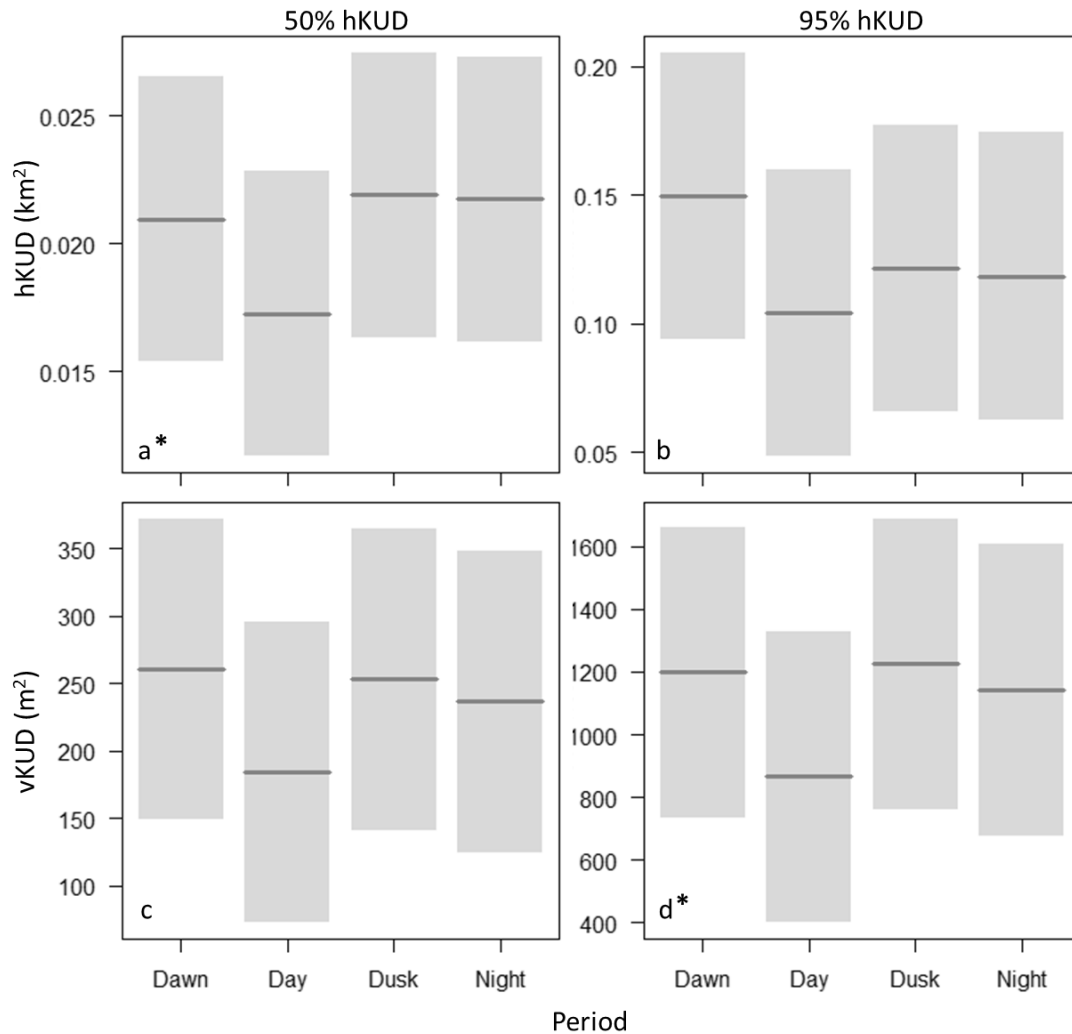 50% hKUD 95% hKUD
hKUD (km²)
0.025
0.020
0.015
a*
0.20
0.15
0.10
0.05
b
vKUD (m²)
350
300
250
200
150
100
c
1600
1400
1200
1000
800
600
400
d*
Dawn Day Dusk Night Dawn Day Dusk Night
Period